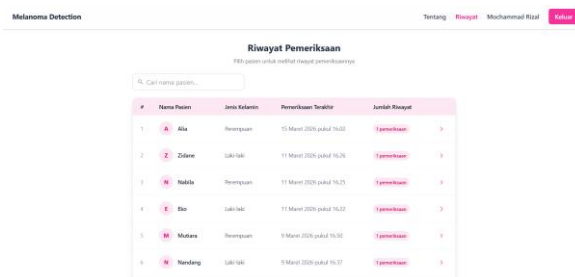 Melanoma Detection Tentang Riwayat Mochammad Rizal Keluar
Riwayat Pemeriksaan
Pilih pasien untuk melihat riwayat pemeriksaannya
Cari nama pasien...
# Nama Pasien Jenis Kelamin Pemeriksaan Terakhir Jumlah Riwayat
1 A Alia Perempuan 15 Maret 2026 pukul 16.02 1 pemeriksaan
2 Z Zidane Laki-laki 11 Maret 2026 pukul 16.26 1 pemeriksaan
3 N Nabila Perempuan 11 Maret 2026 pukul 16.25 1 pemeriksaan
4 E Eko Laki-laki 11 Maret 2026 pukul 16.22 1 pemeriksaan
5 M Mutiara Perempuan 9 Maret 2026 pukul 1 pemeriksaan
6 N Nandang Laki-laki 9 Maret 2026 pukul 16.37 1 pemeriksaan